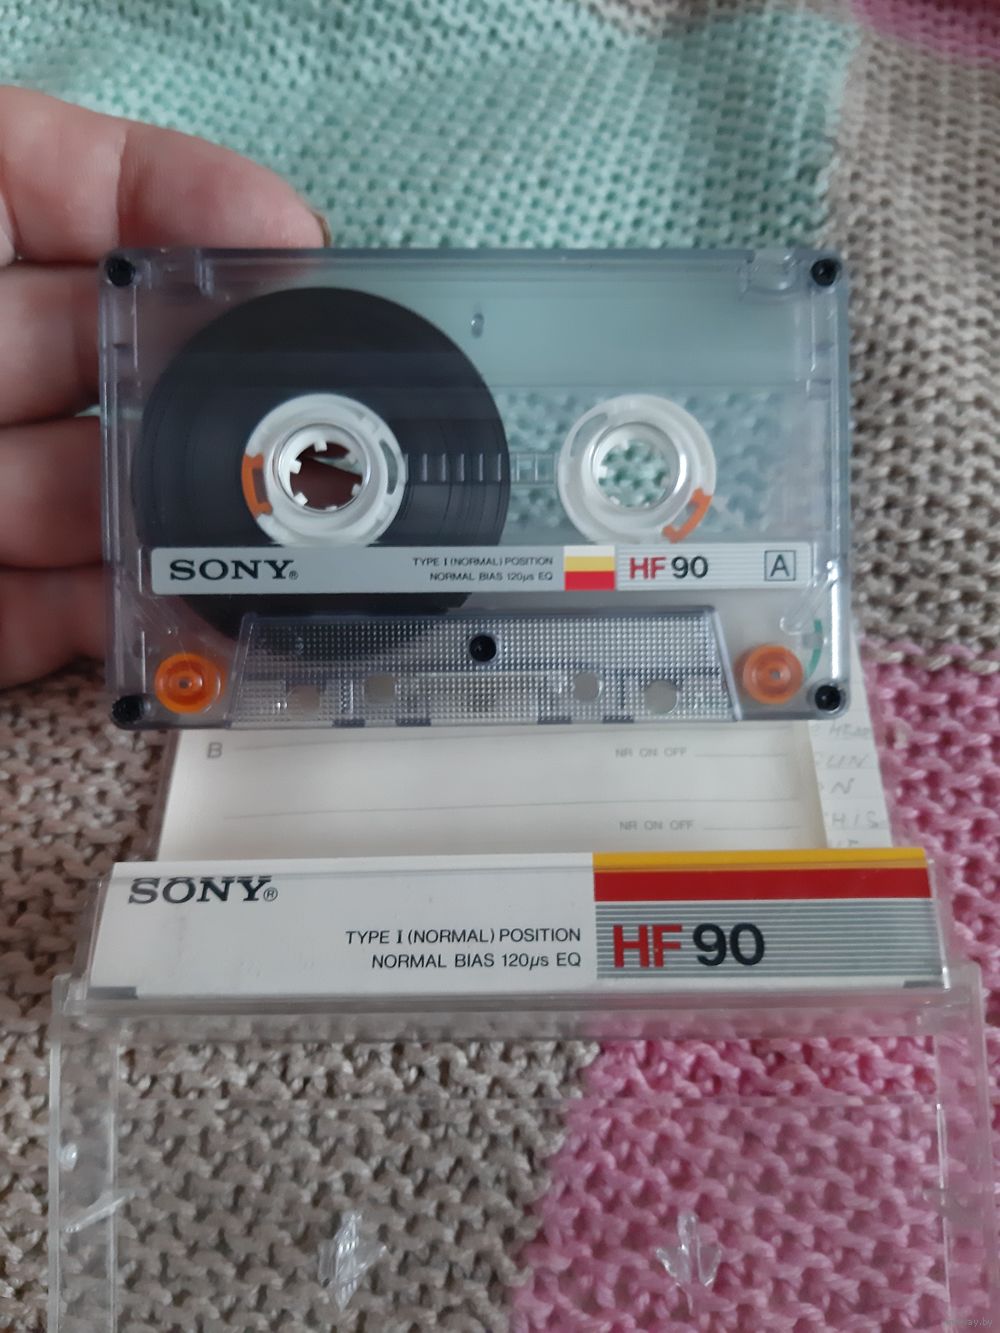 SONY®
TYPE I (NORMAL) POSITION
NORMAL BIAS 120μs EQ
HF 90
A
B
NR ON OFF
NR ON OFF
SONY®
TYPE I (NORMAL) POSITION
NORMAL BIAS 120μs EQ
HF 90